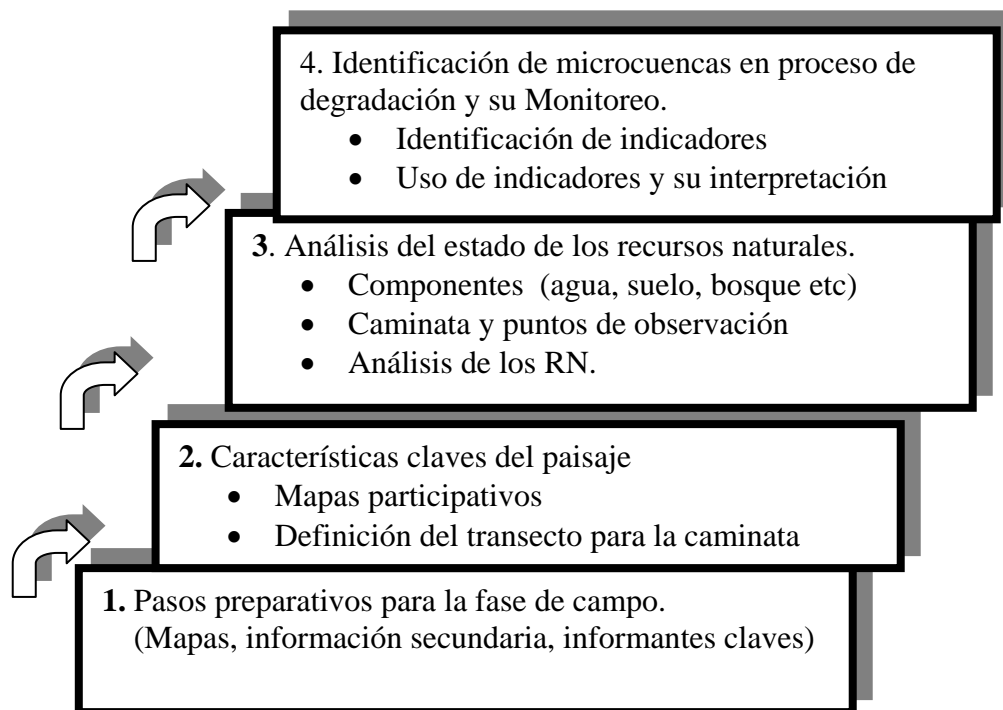 4. Identificación de microcuencas en proceso de
degradación y su Monitoreo.
• Identificación de indicadores
• Uso de indicadores y su interpretación
3. Análisis del estado de los recursos naturales.
• Componentes (agua, suelo, bosque etc)
• Caminata y puntos de observación
• Análisis de los RN.
2. Características claves del paisaje
• Mapas participativos
• Definición del transecto para la caminata
1. Pasos preparativos para la fase de campo.
(Mapas, información secundaria, informantes claves)